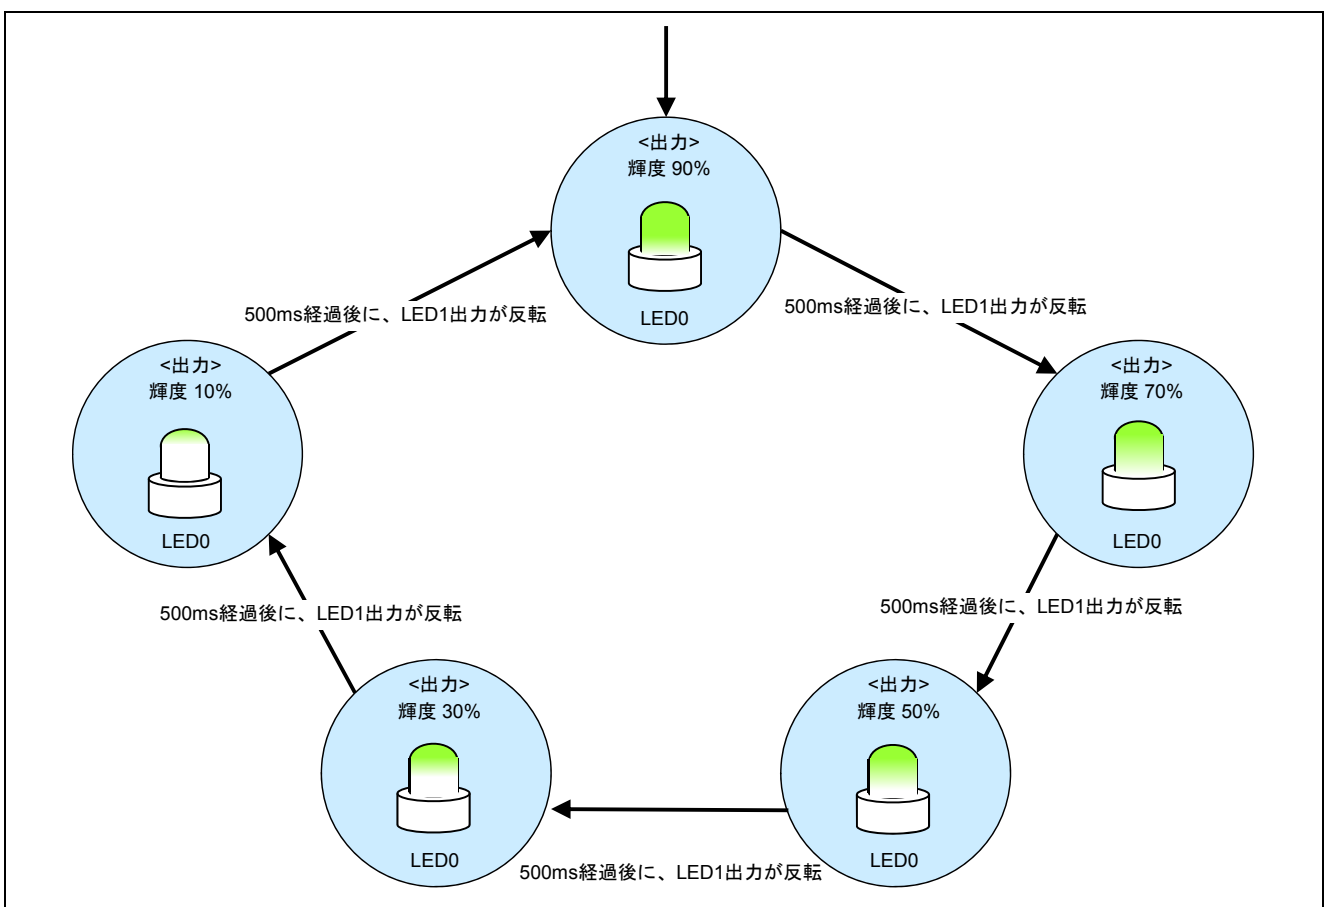 <出力>
輝度 90%
LED0
500ms経過後に、LED1出力が反転
<出力>
輝度 70%
LED0
500ms経過後に、LED1出力が反転
<出力>
輝度 50%
LED0
500ms経過後に、LED1出力が反転
<出力>
輝度 30%
LED0
500ms経過後に、LED1出力が反転
<出力>
輝度 10%
LED0
500ms経過後に、LED1出力が反転